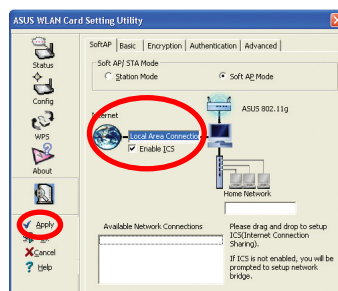 ASUS WLAN Card Setting Utility
SoftAP Basic Encryption Authentication Advanced
Status
Config
WPS
About
Apply
Cancel
Help
Soft AP/ STA Mode
Station Mode
Soft AP Mode
Internet
ASUS 802.11g
Local Area Connection
Enable ICS
Home Network
Available Network Connections
Please drag and drop to setup
ICS(Internet Connection
Sharing).
If ICS is not enabled, you will be
prompted to setup network
bridge.